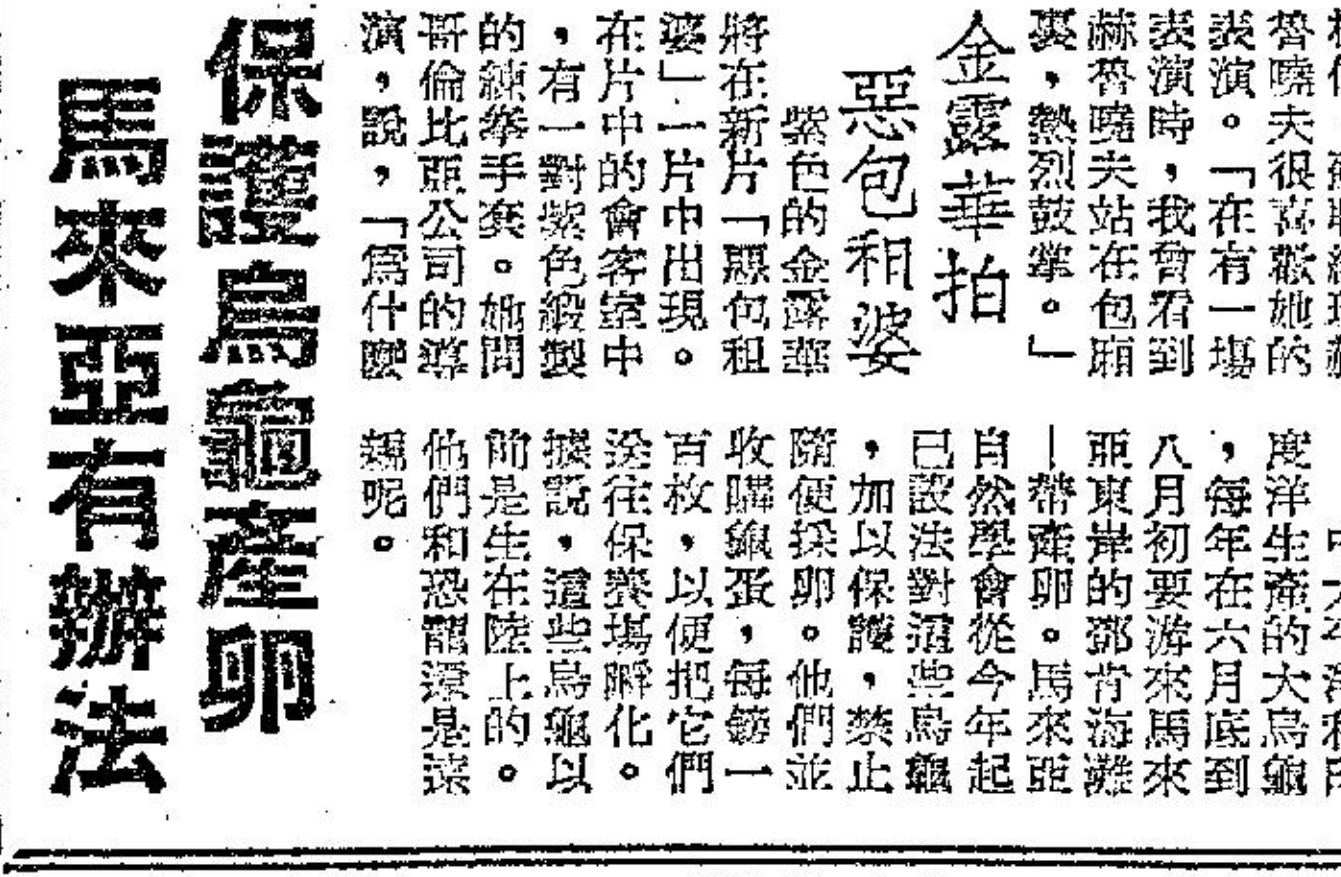 魯曉夫很喜歡她的
表演。「在有一場
表演時，我曾看到
赫魯曉夫站在包廂
裏，熱烈鼓掌。」
金露華拍
惡包和婆
紫色的金露華
將在新片「惡包租
婆」一片中出現。
在片中的會客室中
，有一對紫色緞製
的練拳手套。她問
哥倫比亞公司的導
演，說，「爲什麼
保護烏龜產卵
馬來亞有辦法
度洋生產的大烏龜
，每年在六月底到
八月初要游來馬來
亞東岸的鄧肯海灘
一帶產卵。馬來亞
自然學會從今年起
已設法對這些烏龜
，加以保護，禁止
隨便採卵。他們並
收購龜蛋，每鎊一
百枚，以便把它們
送往保養場孵化。
據說，這些烏龜以
前是生在陸上的。
他們和恐龍還是遠
親呢。